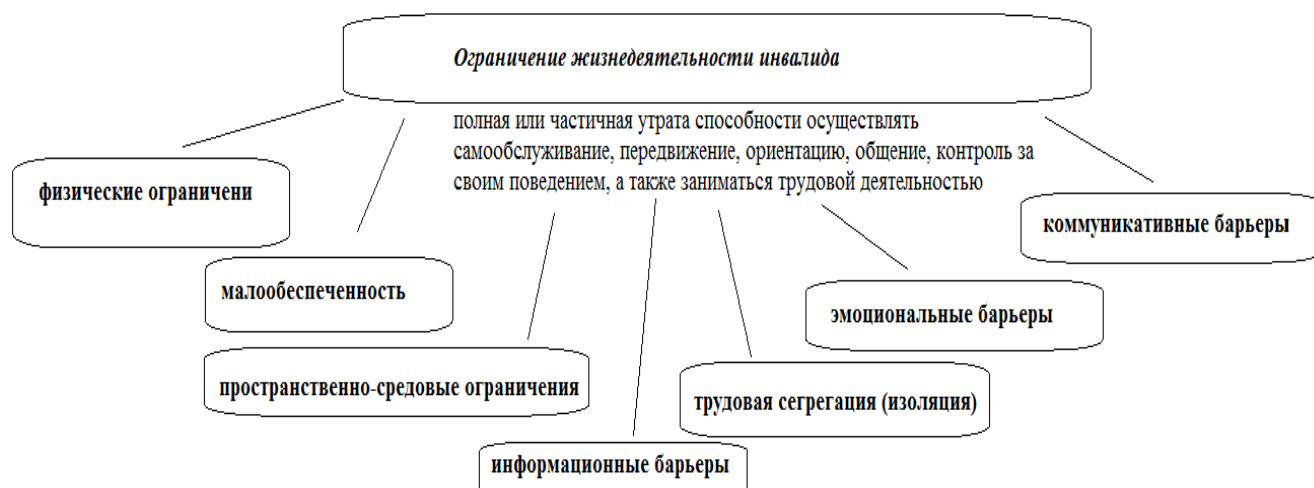 Ограничение жизнедеятельности инвалида
полная или частичная утрата способности осуществлять
самообслуживание, передвижение, ориентацию, общение, контроль за
своим поведением, а также заниматься трудовой деятельностью
физические ограничени
коммуникативные барьеры
малообеспеченность
эмоциональные барьеры
пространственно-средовые ограничения
трудовая сегрегация (изоляция)
информационные барьеры